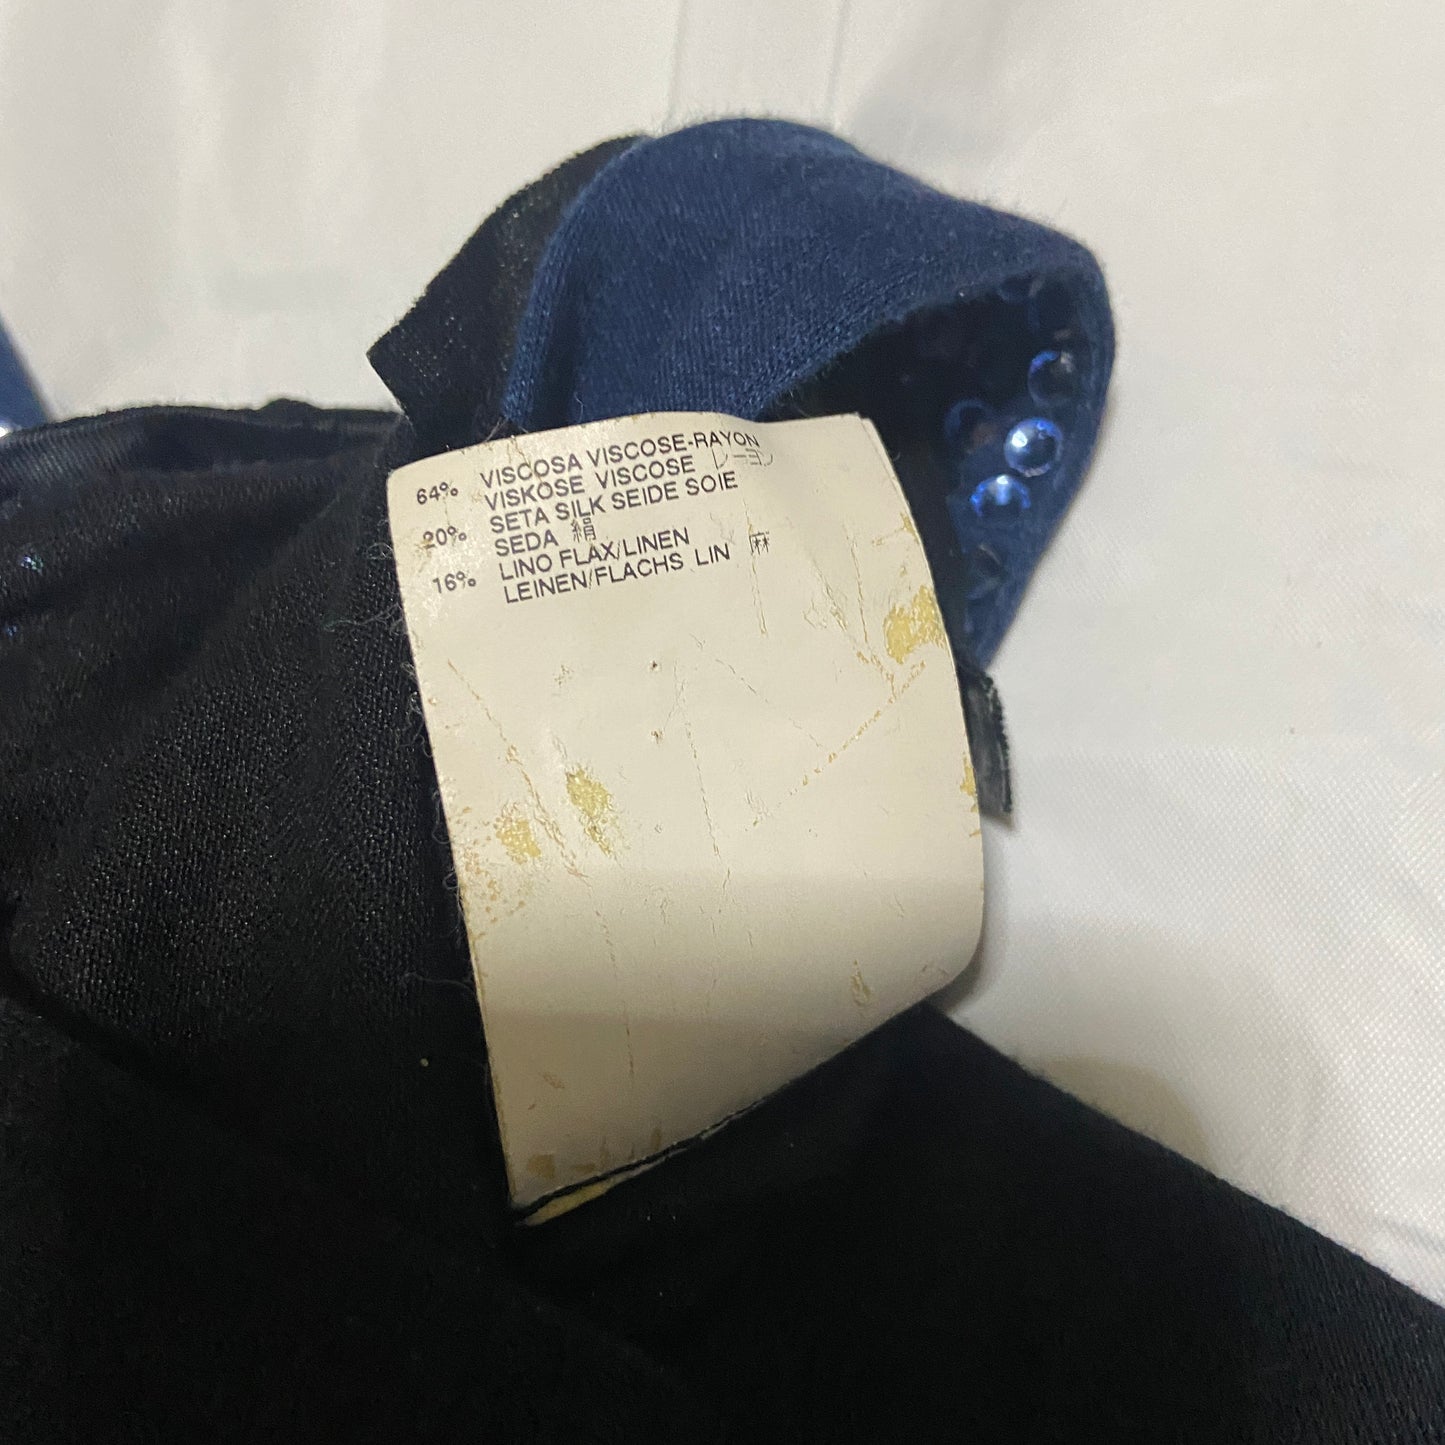 64% VISCOSA VISCOSE-RAYON
VISKOSE VISCOSE レーヨン
20% SETA SILK SEIDE SOIE
SEDA 絹
16% LINO FLAX/LINEN
LEINEN/FLACHS LIN 麻